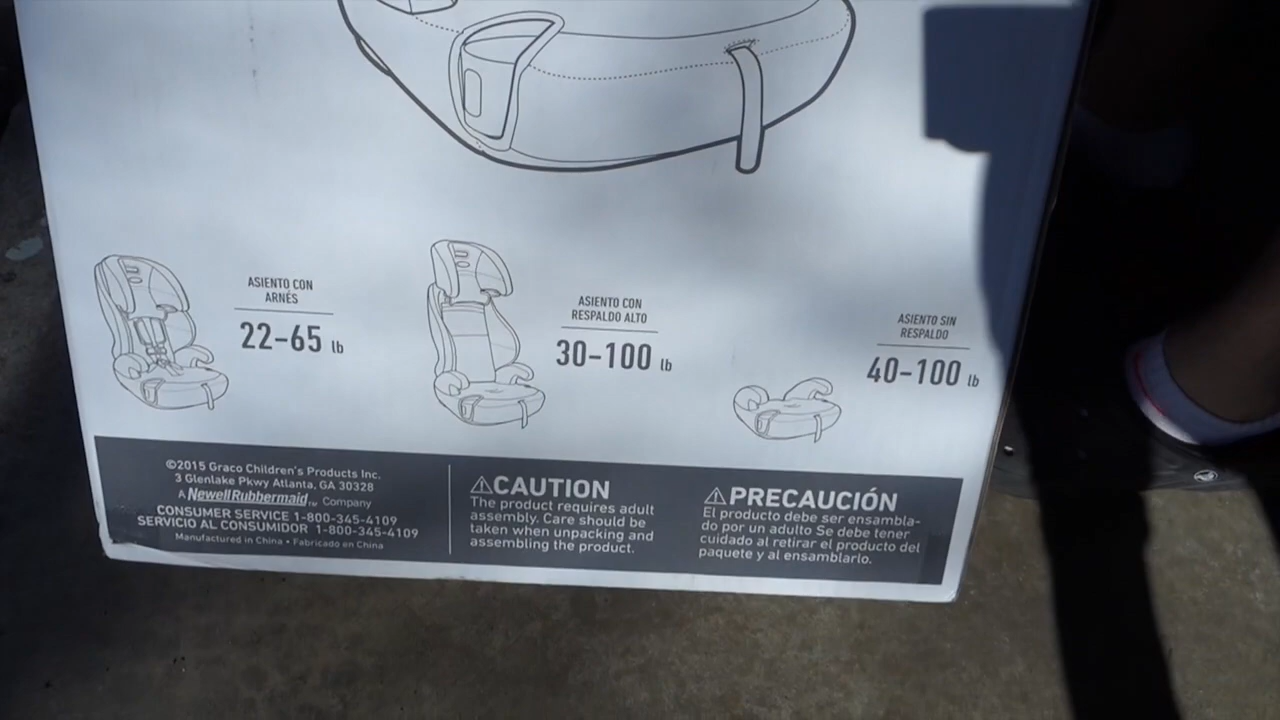 ASIENTO CON
ARNÉS
22-65 lb
ASIENTO CON
RESPALDO ALTO
30-100 lb
ASIENTO SIN
RESPALDO
40-100 lb
©2015 Graco Children's Products Inc.
3 Glenlake Pkwy Atlanta, GA 30328
A NewellRubbermaid™ Company
CONSUMER SERVICE 1-800-345-4109
SERVICIO AL CONSUMIDOR 1-800-345-4109
Manufactured in China • Fabricado en China
⚠CAUTION
The product requires adult
assembly. Care should be
taken when unpacking and
assembling the product.
⚠PRECAUCIÓN
El producto debe ser ensambla-
do por un adulto Se debe tener
cuidado al retirar el producto del
paquete y al ensamblarlo.